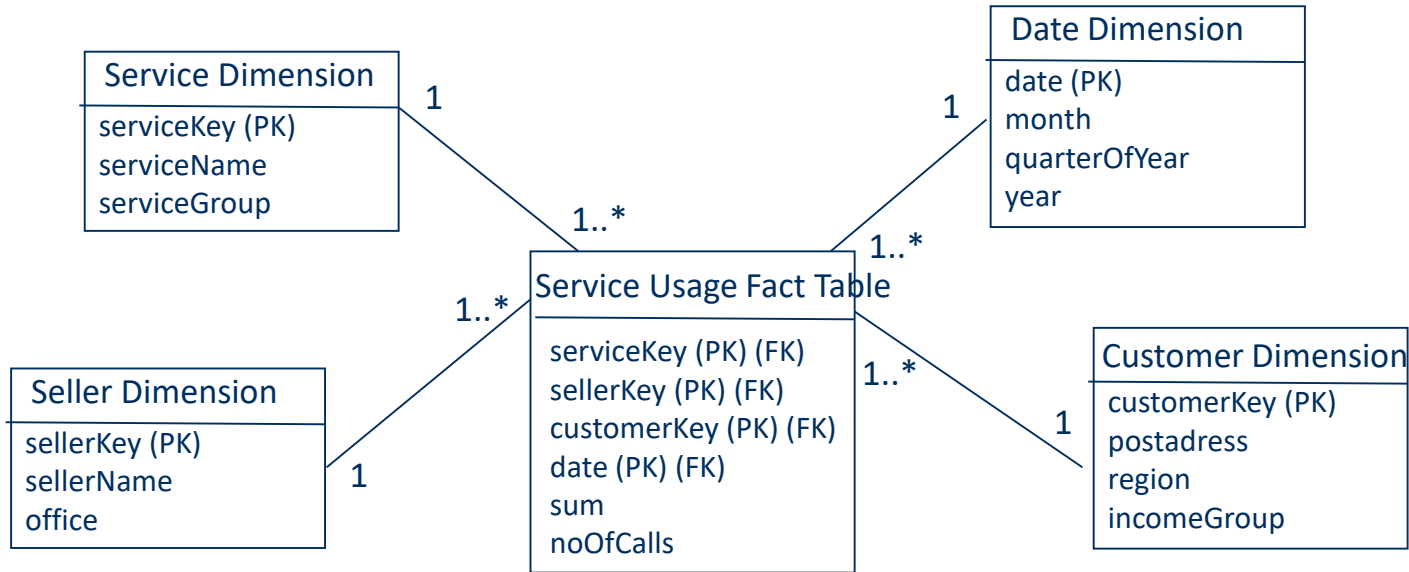 Service Dimension
serviceKey (PK)
serviceName
serviceGroup
1
1..*
Date Dimension
date (PK)
month
quarterOfYear
year
1
1..*
Service Usage Fact Table
serviceKey (PK) (FK)
sellerKey (PK) (FK)
customerKey (PK) (FK)
date (PK) (FK)
sum
noOfCalls
1..*
1
Seller Dimension
sellerKey (PK)
sellerName
office
1..*
1
Customer Dimension
customerKey (PK)
postadress
region
incomeGroup